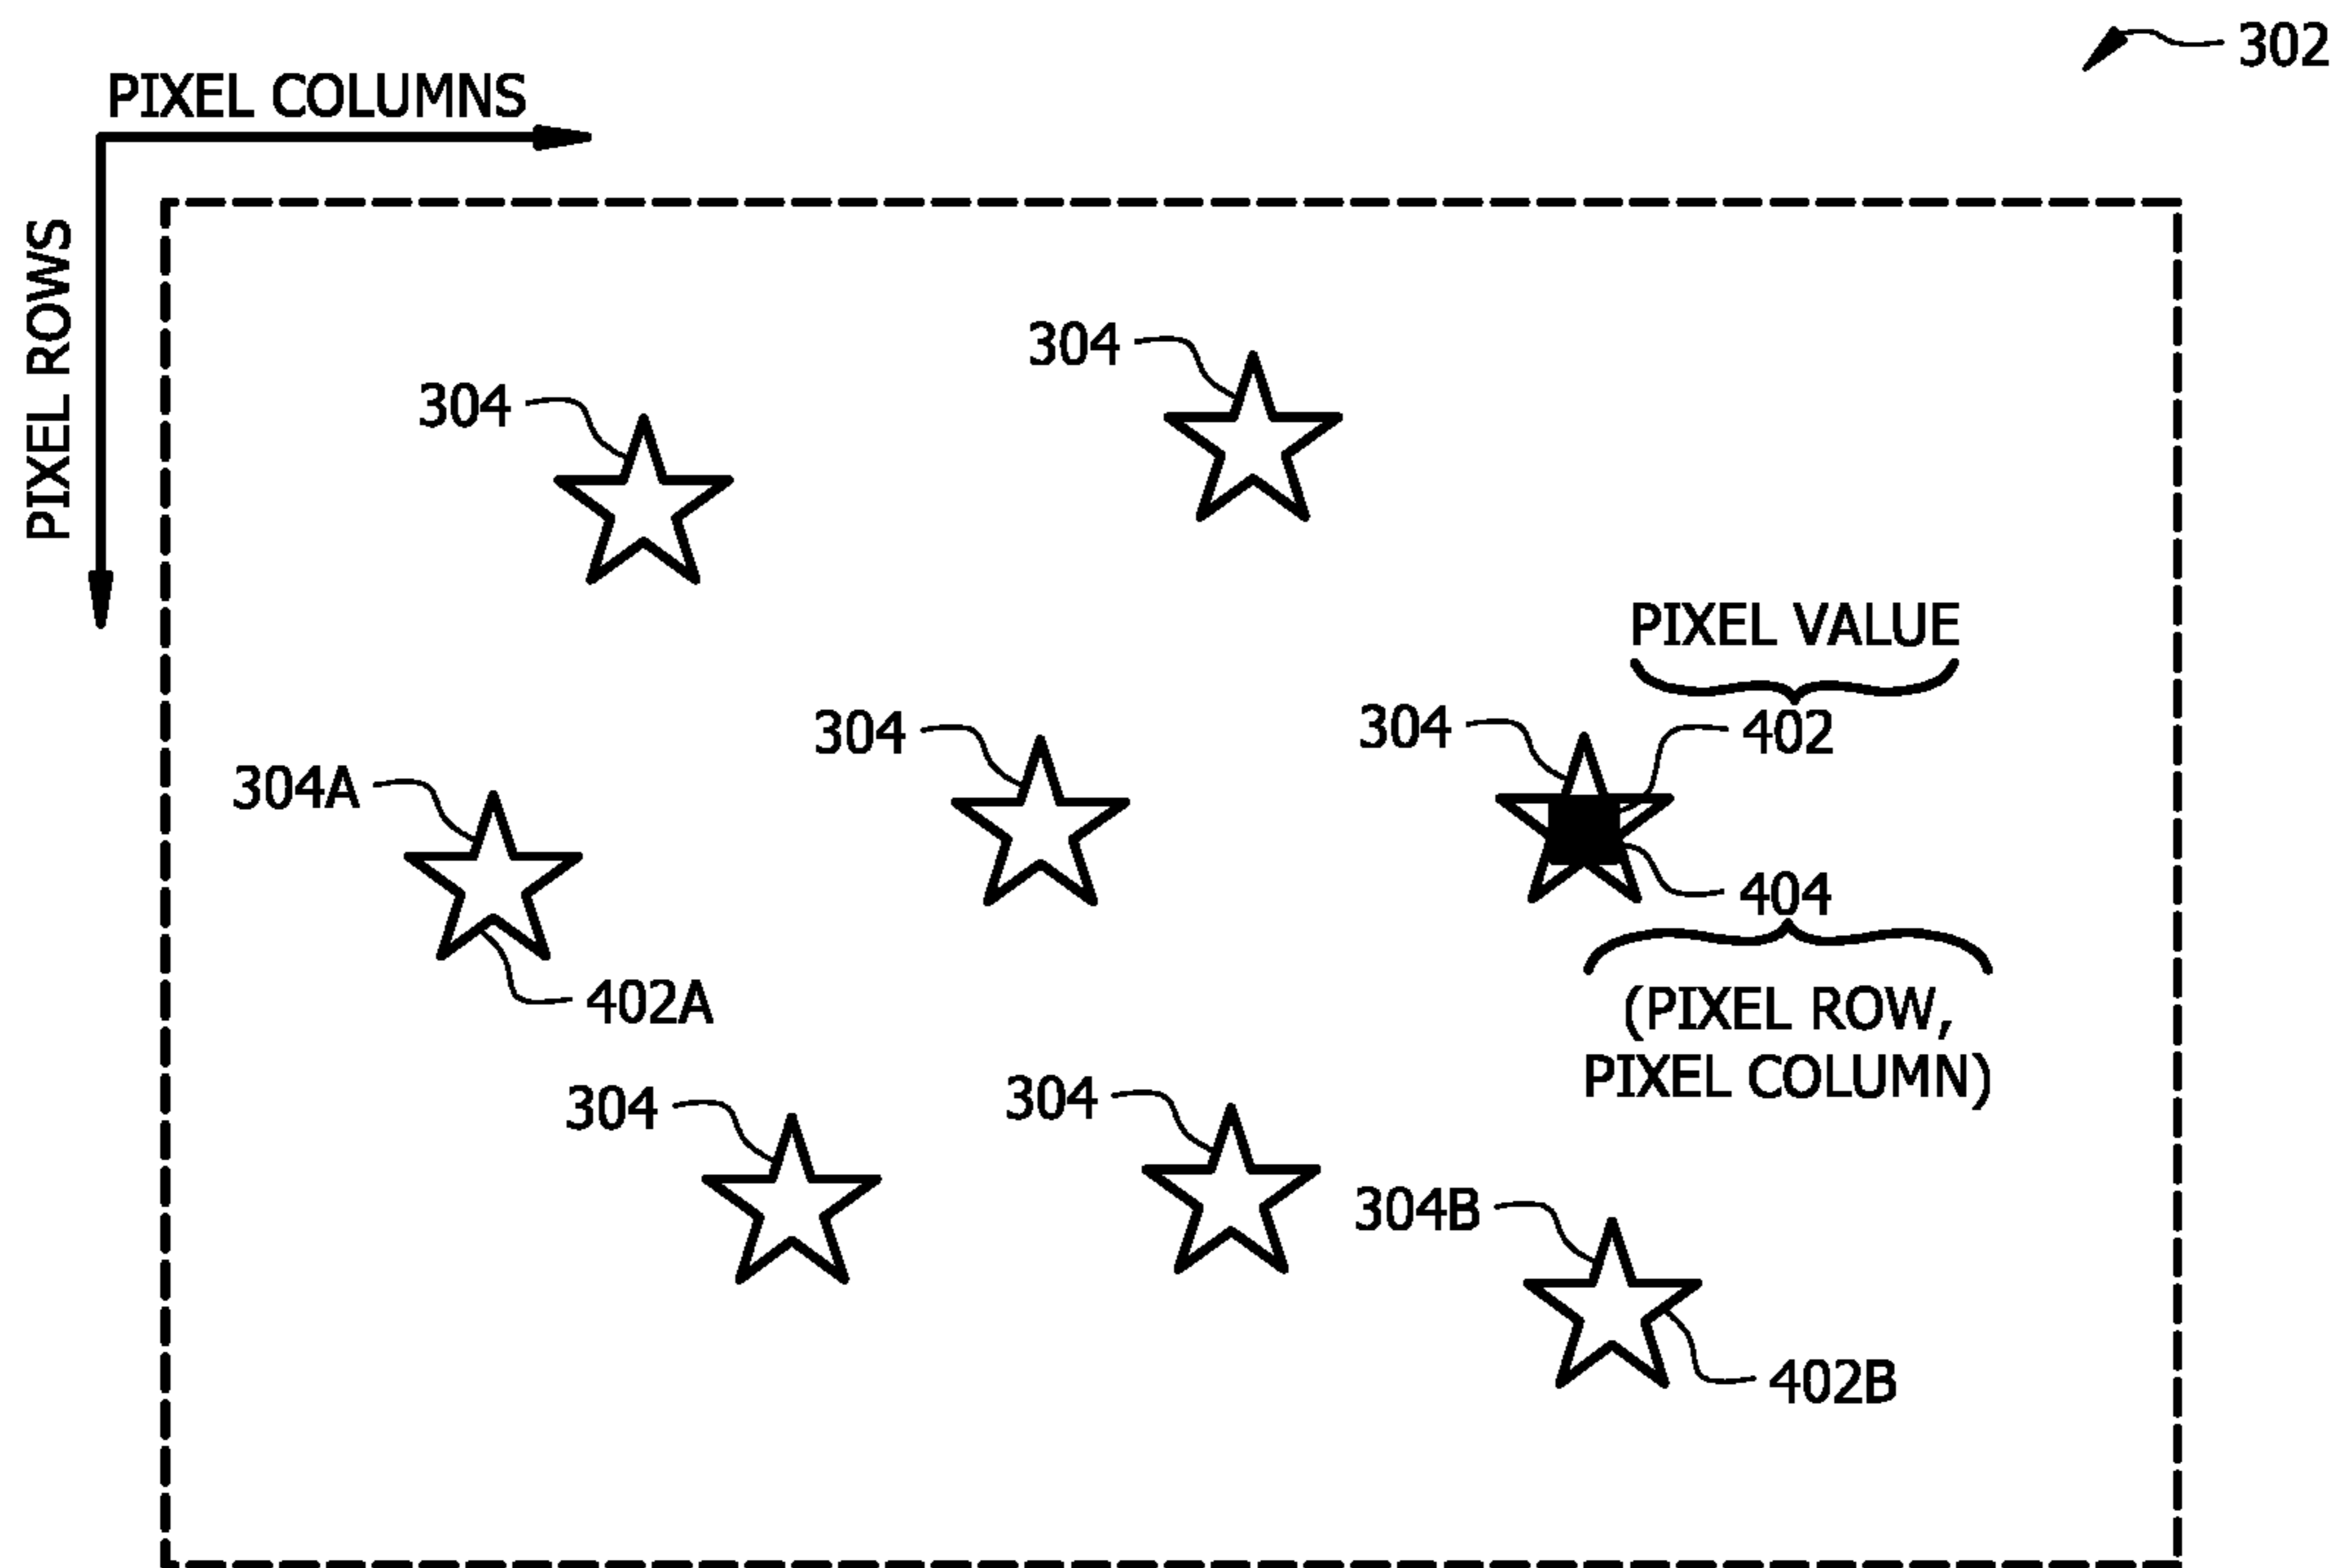 302
PIXEL COLUMNS
PIXEL ROWS
304
304
PIXEL VALUE
304
304
402
304A
404
402A
(PIXEL ROW,
PIXEL COLUMN)
304
304
304B
402B